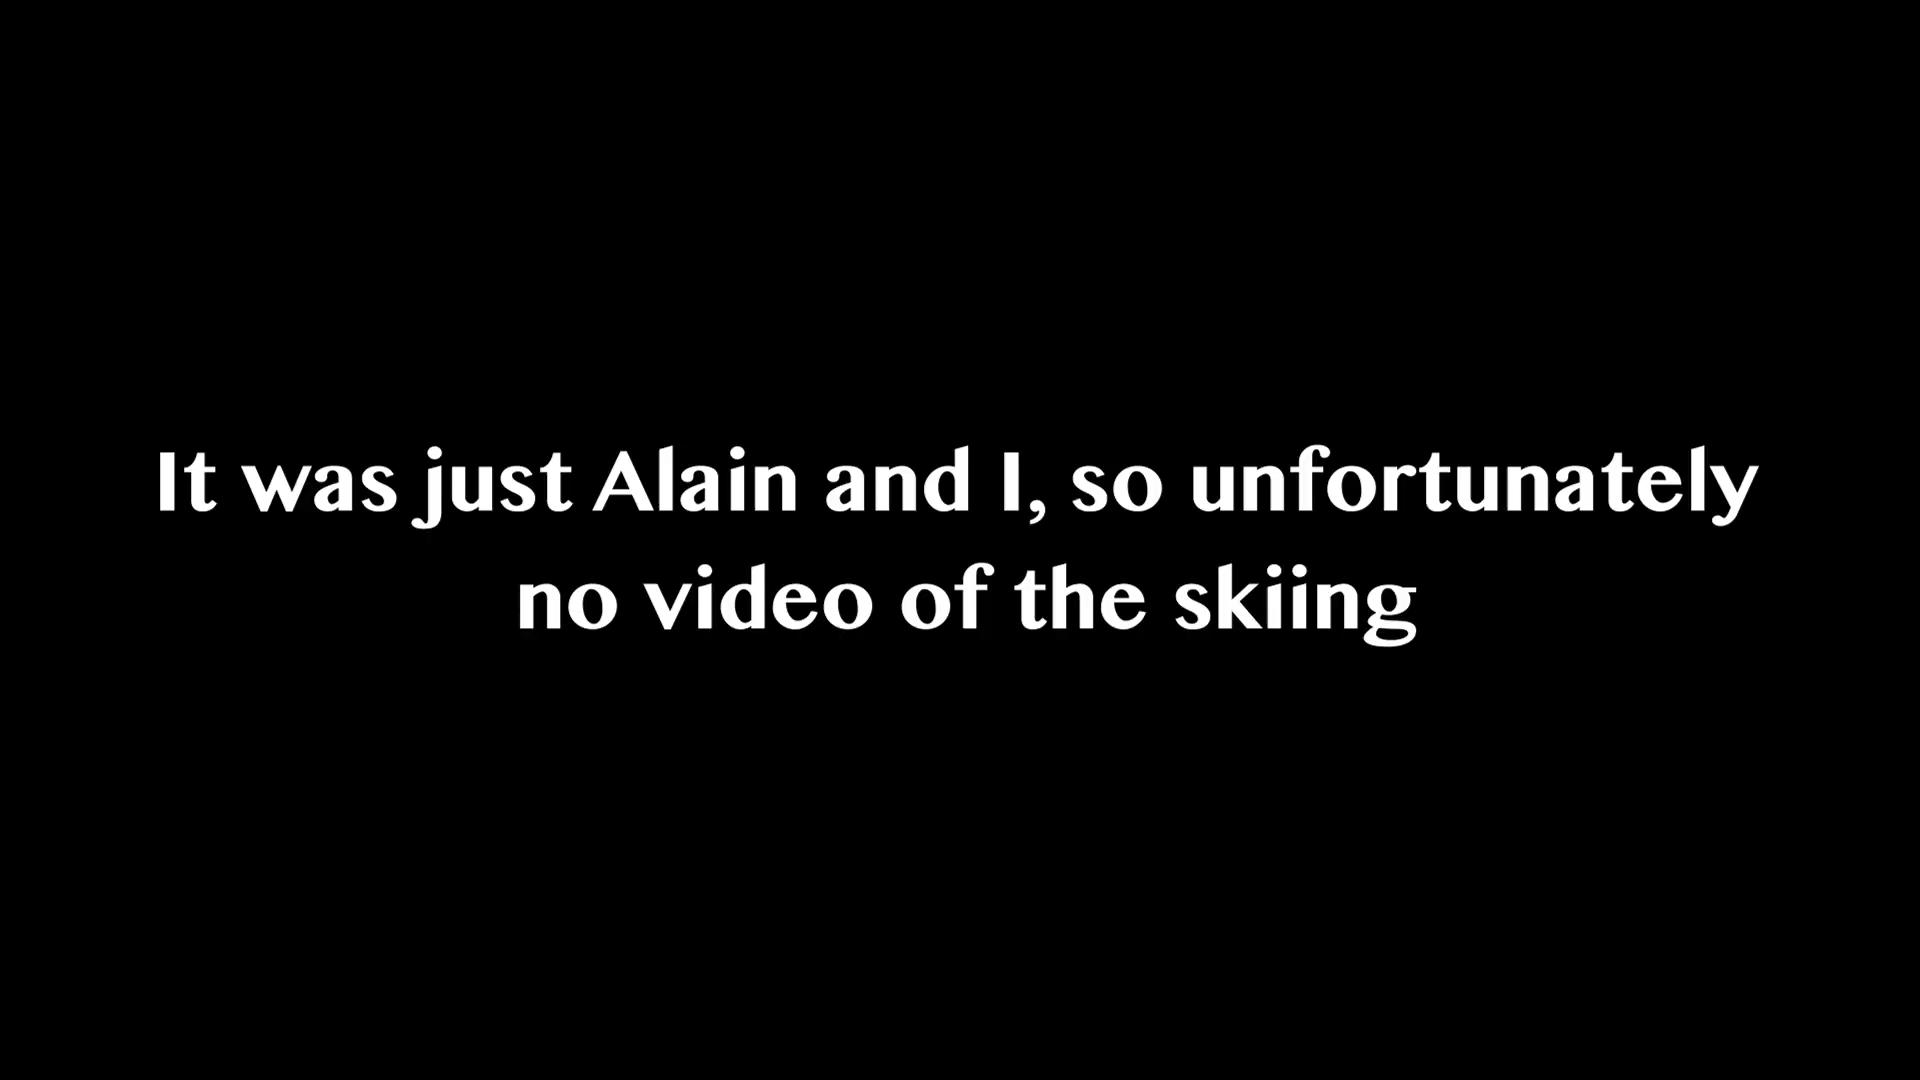 It was just Alain and I, so unfortunately
no video of the skiing